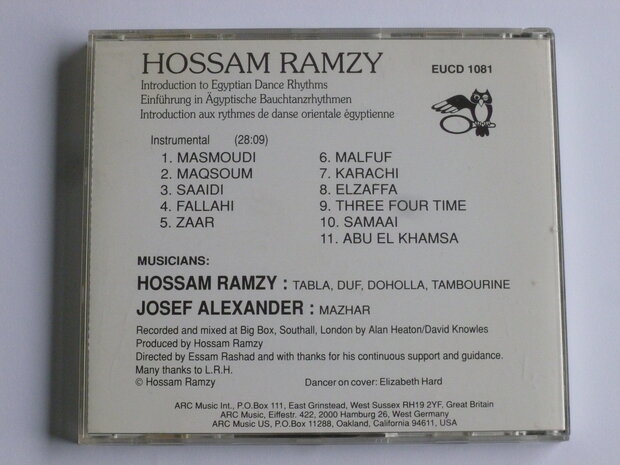 HOSSAM RAMZY
EUCD 1081
Introduction to Egyptian Dance Rhythms
Einführung in Ägyptische Bauchtanzrhythmen
Introduction aux rythmes de danse orientale ègyptienne
Instrumental (28:09)
1. MASMOUDI
2. MAQSOUM
3. SAAIDI
4. FALLAHI
5. ZAAR
6. MALFUF
7. KARACHI
8. ELZAFFA
9. THREE FOUR TIME
10. SAMAAI
11. ABU EL KHAMSA
MUSICIANS:
HOSSAM RAMZY : TABLA, DUF, DOHOLLA, TAMBOURINE
JOSEF ALEXANDER : MAZHAR
Recorded and mixed at Big Box, Southall, London by Alan Heaton/David Knowles
Produced by Hossam Ramzy
Directed by Essam Rashad and with thanks for his continuous support and guidance.
Many thanks to L.R.H.
© Hossam Ramzy Dancer on cover: Elizabeth Hard
ARC Music Int., P.O.Box 111, East Grinstead, West Sussex RH19 2YF, Great Britain
ARC Music, Eiffestr. 422, 2000 Hamburg 26, West Germany
ARC Music US, P.O.Box 11288, Oakland, California 94611, USA